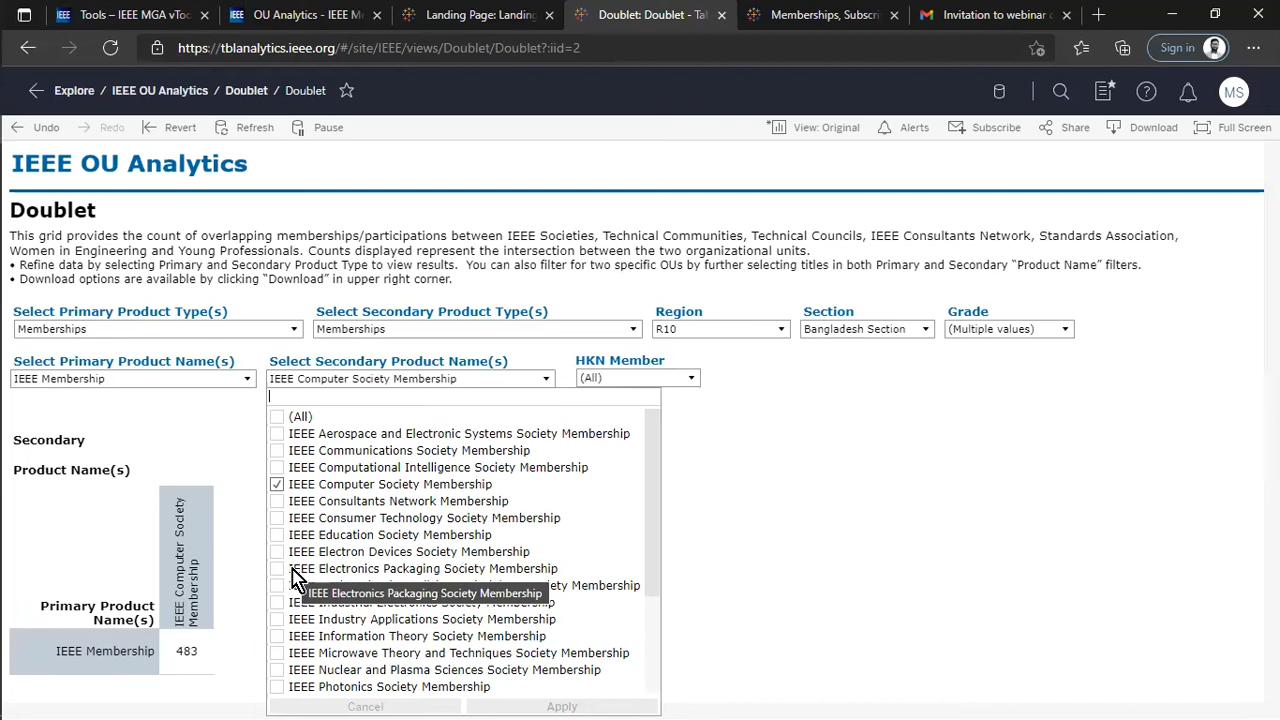 Tools – IEEE MGA vToc
OU Analytics - IEEE M
Landing Page: Landing
Doublet: Doublet - Ta
Memberships, Subscri
Invitation to webinar
https://tblanalytics.ieee.org/#/site/IEEE/views/Doublet/Doublet?:iid=2
Sign in
Explore / IEEE OU Analytics / Doublet / Doublet
MS
Undo
Redo
Revert
Refresh
Pause
View: Original
Alerts
Subscribe
Share
Download
Full Screen
IEEE OU Analytics
Doublet
This grid provides the count of overlapping memberships/participations between IEEE Societies, Technical Communities, Technical Councils, IEEE Consultants Network, Standards Association,
Women in Engineering and Young Professionals. Counts displayed represent the intersection between the two organizational units.
• Refine data by selecting Primary and Secondary Product Type to view results. You can also filter for two specific OUs by further selecting titles in both Primary and Secondary “Product Name” filters.
• Download options are available by clicking “Download” in upper right corner.
Select Primary Product Type(s)
Select Secondary Product Type(s)
Region
Section
Grade
Memberships
Memberships
R10
Bangladesh Section
(Multiple values)
Select Primary Product Name(s)
Select Secondary Product Name(s)
HKN Member
IEEE Membership
IEEE Computer Society Membership
(All)
(All)
IEEE Aerospace and Electronic Systems Society Membership
IEEE Communications Society Membership
IEEE Computational Intelligence Society Membership
IEEE Computer Society Membership
IEEE Consultants Network Membership
IEEE Consumer Technology Society Membership
IEEE Education Society Membership
IEEE Electron Devices Society Membership
IEEE Electronics Packaging Society Membership
Society Membership
IEEE Electronics Packaging Society Membership
IEEE Industrial Electronics Society Membership
IEEE Industry Applications Society Membership
IEEE Information Theory Society Membership
IEEE Microwave Theory and Techniques Society Membership
IEEE Nuclear and Plasma Sciences Society Membership
IEEE Photonics Society Membership
Cancel
Apply
Secondary
Product Name(s)
IEEE Computer Society
Membership
Primary Product
Name(s)
IEEE Membership
483